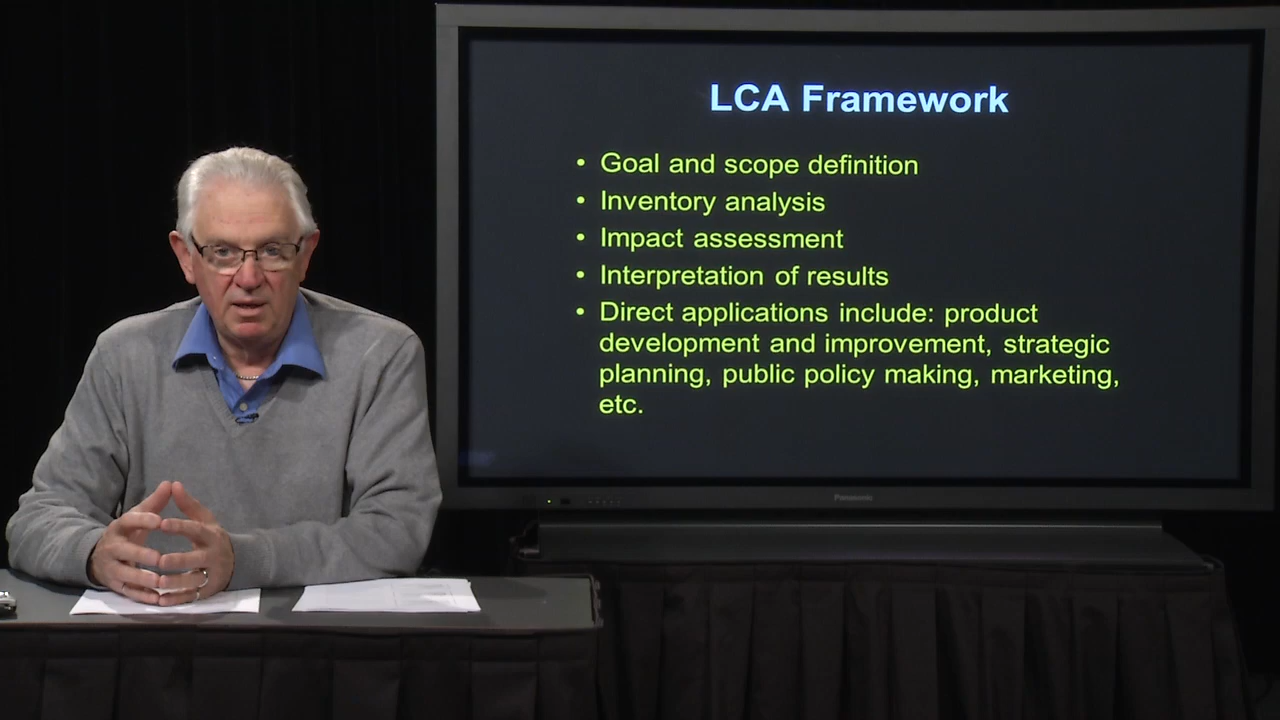 LCA Framework
• Goal and scope definition
• Inventory analysis
• Impact assessment
• Interpretation of results
• Direct applications include: product
development and improvement, strategic
planning, public policy making, marketing,
etc.
Panasonic